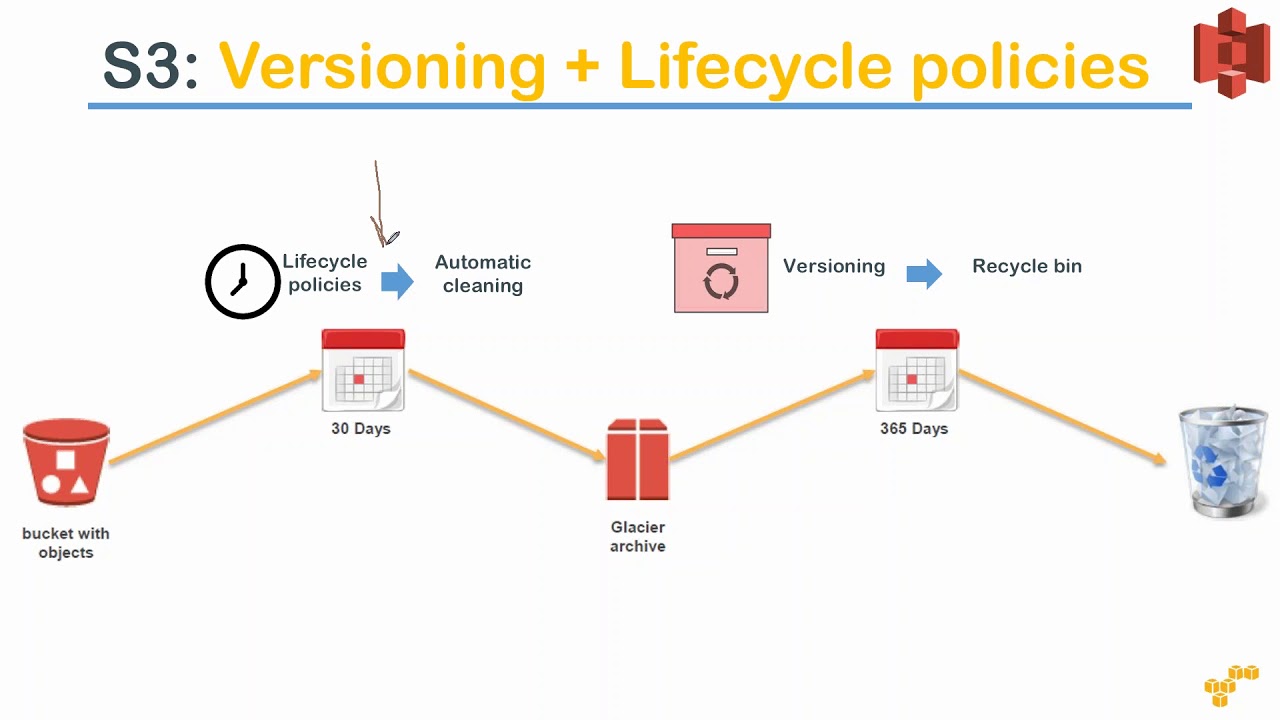 S3: Versioning + Lifecycle policies
Lifecycle
policies
Automatic
cleaning
Versioning
Recycle bin
30 Days
365 Days
bucket with
objects
Glacier
archive